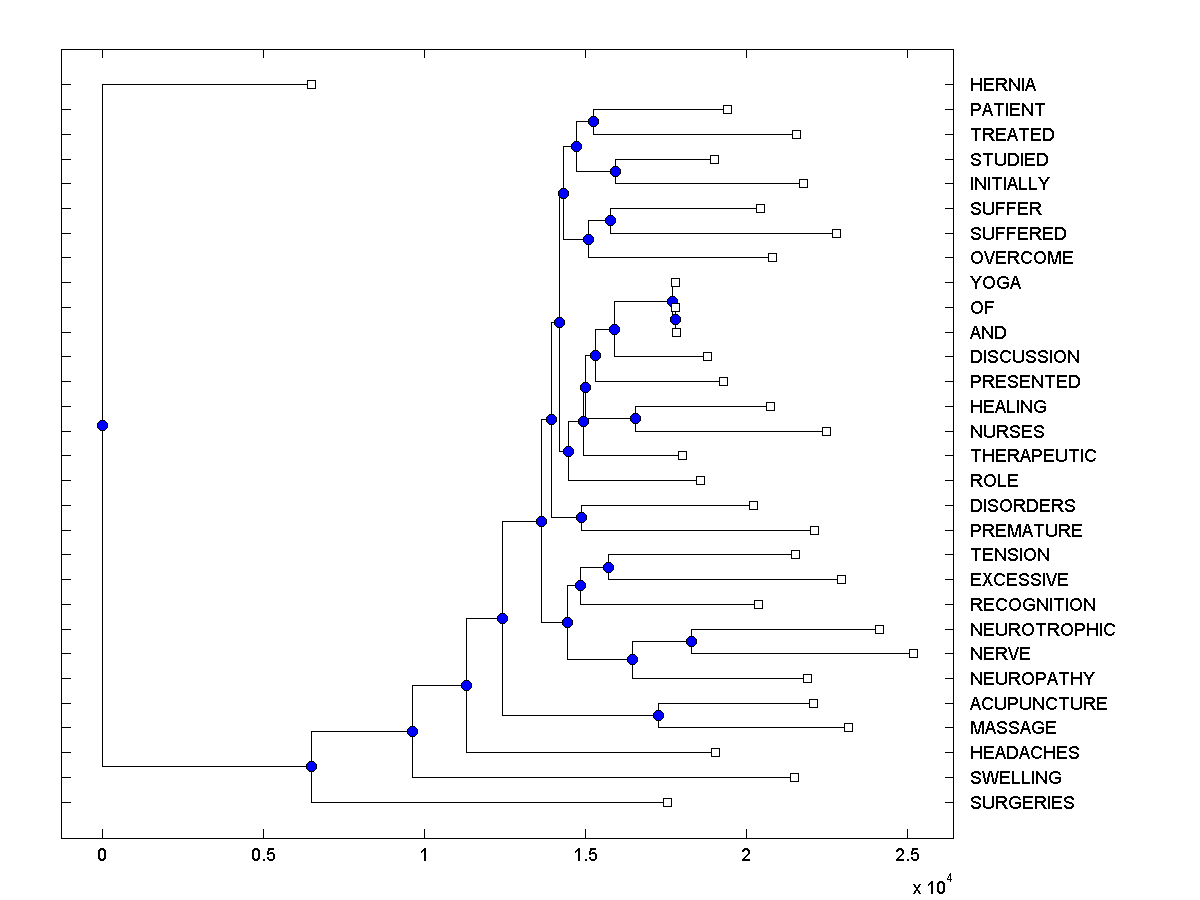 HERNIA
PATIENT
TREATED
STUDIED
INITIALLY
SUFFER
SUFFERED
OVERCOME
YOGA
OF
AND
DISCUSSION
PRESENTED
HEALING
NURSES
THERAPEUTIC
ROLE
DISORDERS
PREMATURE
TENSION
EXCESSIVE
RECOGNITION
NEUROTROPHIC
NERVE
NEUROPATHY
ACUPUNCTURE
MASSAGE
HEADACHES
SWELLING
SURGERIES
0 0.5 1 1.5 2 2.5
x 10^4